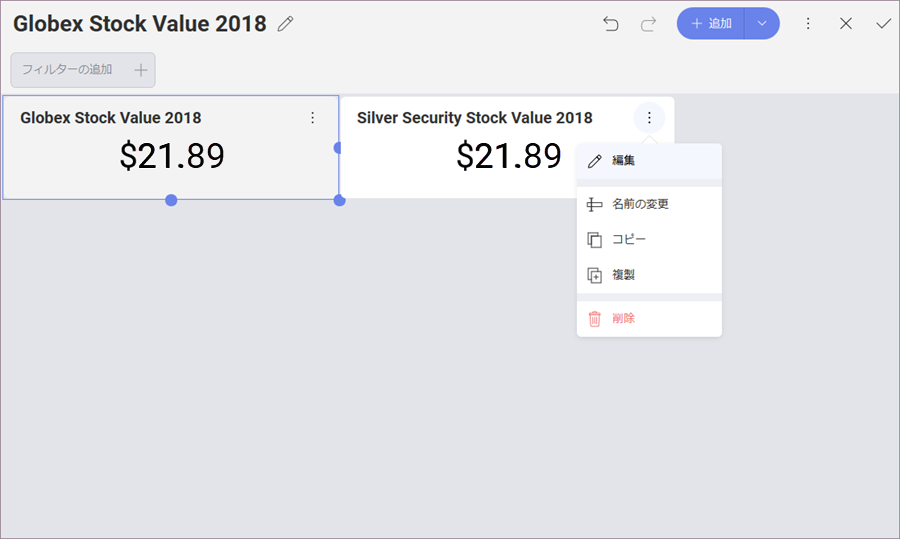 Globex Stock Value 2018
追加
フィルターの追加
Globex Stock Value 2018
$21.89
Silver Security Stock Value 2018
$21.89
編集
名前の変更
コピー
複製
削除